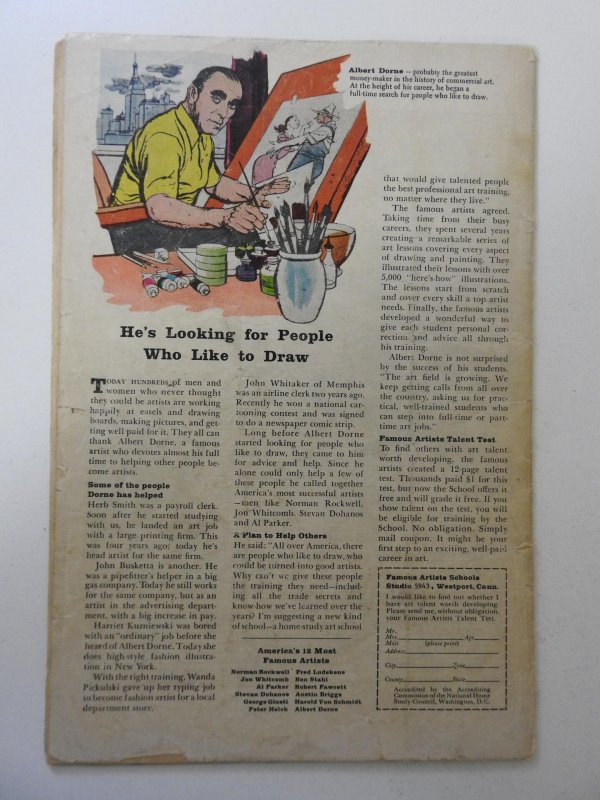 Albert Dorne — probably the greatest
money-maker in the history of commercial art.
At the height of his career, he began a
full-time search for people who like to draw.
He's Looking for People
Who Like to Draw
TODAY HUNDREDS of men and
women who never thought
they could be artists are working
happily at easels and drawing
boards, making pictures, and get-
ting well paid for it. They all can
thank Albert Dorne, a famous
artist who devotes almost his full
time to helping other people be-
come artists.
Some of the people
Dorne has helped
Herb Smith was a payroll clerk.
Soon after he started studying
with us, he landed an art job
with a large printing firm. This
was four years ago: today he's
head artist for the same firm.
John Busketta is another. He
was a pipefitter's helper in a big
gas company. Today he still works
for the same company, but as an
artist in the advertising depart-
ment, with a big increase in pay.
Harriet Kuzniewski was bored
with an "ordinary" job before she
heard of Albert Dorne. Today she
does high-style fashion illustra-
tion in New York.
With the right training, Wanda
Pickulski gave up her typing job
to become fashion artist for a local
department store.
John Whitaker of Memphis
was an airline clerk two years ago.
Recently he won a national car-
tooning contest and was signed
to do a newspaper comic strip.
Long before Albert Dorne
started looking for people who
like to draw, they came to him
for advice and help. Since he
alone could only help a few of
these people he called together
America's most successful artists
—men like Norman Rockwell,
Jon Whitcomb, Stevan Dohanos
and Al Parker.
A Plan to Help Others
He said: "All over America, there
are people who like to draw, who
could be turned into good artists.
Why can't we give these people
the training they need—includ-
ing all the trade secrets and
know-how we've learned over the
years? I'm suggesting a new kind
of school—a home-study art school
America's 12 Most
Famous Artists
Norman Rockwell Fred Ludekens
Jon Whitcomb Ben Stahl
Al Parker Robert Fawcett
Stevan Dohanos Austin Briggs
George Giusti Harold Von Schmidt
Peter Helck Albert Dorne
that would give talented people
the best professional art training,
no matter where they live."
The famous artists agreed.
Taking time from their busy
careers, they spent several years
creating a remarkable series of
art lessons covering every aspect
of drawing and painting. They
illustrated their lessons with over
5,000 "here's-how" illustrations.
The lessons start from scratch
and cover every skill a top artist
needs. Finally, the famous artists
developed a wonderful way to
give each student personal cor-
rection and advice all through
his training.
Albert Dorne is not surprised
by the success of his students.
"The art field is growing. We
keep getting calls from all over
the country, asking us for prac-
tical, well-trained students who
can step into full-time or part-
time art jobs."
Famous Artists Talent Test
To find others with art talent
worth developing, the famous
artists created a 12-page talent
test. Thousands paid $1 for this
test, but now the School offers it
free and will grade it free. If you
show talent on the test, you will
be eligible for training by the
School. No obligation. Simply
mail coupon. It might be your
first step to an exciting, well-paid
career in art.
Famous Artists Schools
Studio 5943, Westport, Conn.
I would like to find out whether I
have art talent worth developing.
Please send me, without obligation,
your Famous Artists Talent Test
Mr.
Mrs. Age
Miss (please print)
Address
City Zone
County State
Accredited by the Accrediting
Commission of the National Home
Study Council, Washington, D.C.